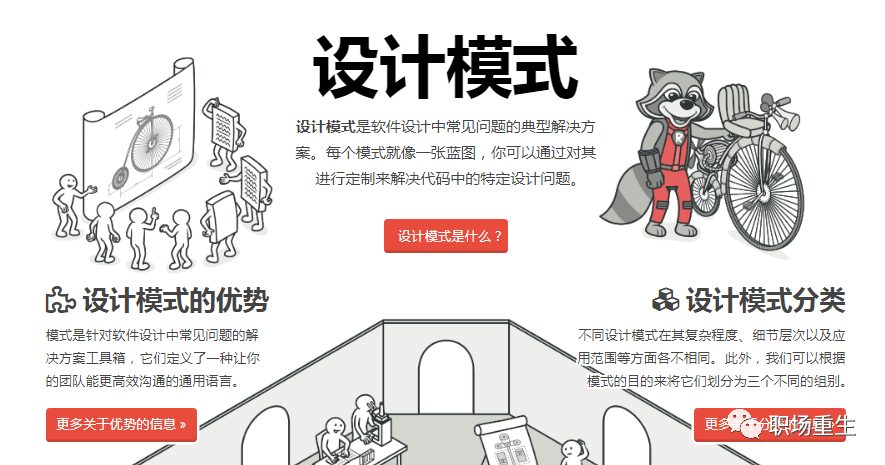 设计模式
设计模式是软件设计中常见问题的典型解决方
案。每个模式就像一张蓝图，你可以通过对其
进行定制来解决代码中的特定设计问题。
R
设计模式是什么？
设计模式的优势
模式是针对软件设计中常见问题的解
决方案工具箱，它们定义了一种让你
的团队能更高效沟通的通用语言。
更多关于优势的信息 »
设计模式分类
不同设计模式在其复杂程度、细节层次以及应
用范围等方面各不相同。此外，我们可以根据
模式的目的来将它们划分为三个不同的组别。
更多
职场重生